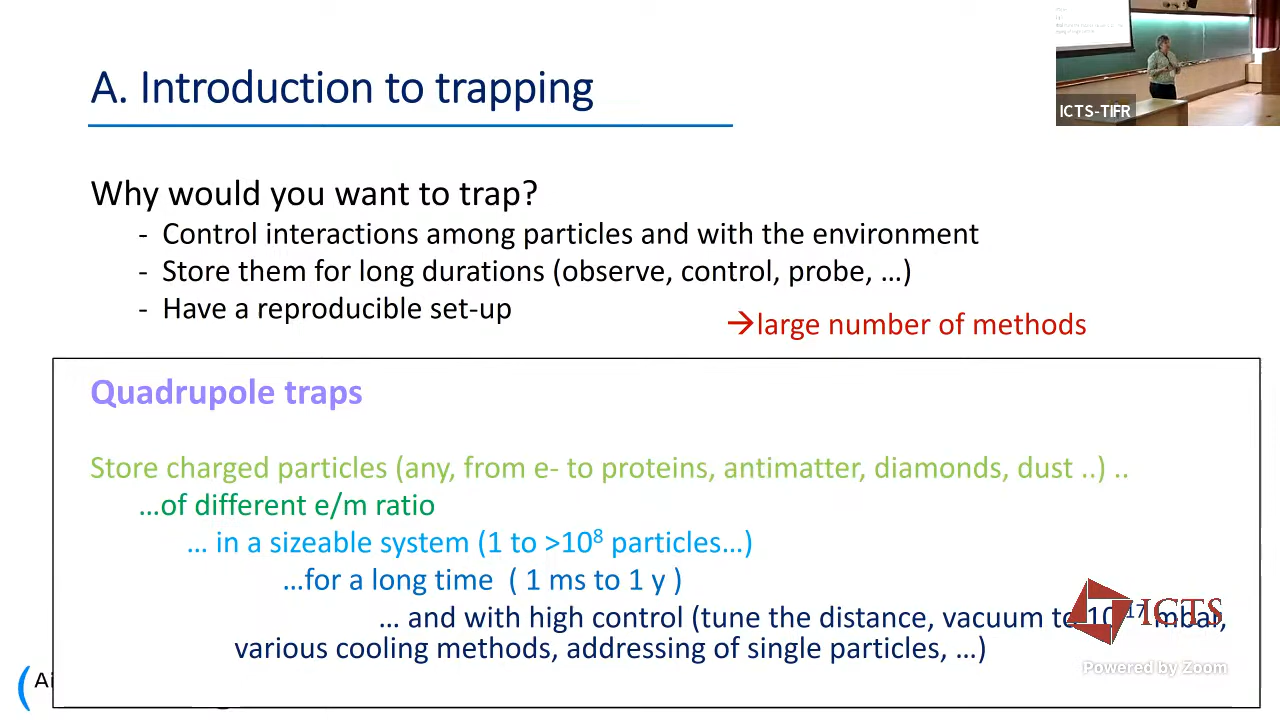 A. Introduction to trapping
ICTS-TIFR
Why would you want to trap?
- Control interactions among particles and with the environment
- Store them for long durations (observe, control, probe, …)
- Have a reproducible set-up
→large number of methods
Quadrupole traps
Store charged particles (any, from e- to proteins, antimatter, diamonds, dust ..) ..
…of different e/m ratio
… in a sizeable system (1 to >10⁸ particles…)
…for a long time ( 1 ms to 1 y )
… and with high control (tune the distance, vacuum to 10⁻¹⁷ mbar,
various cooling methods, addressing of single particles, …)
ICTS
Powered by Zoom